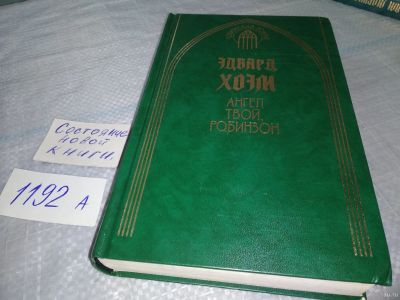 ЭДВАРД
ХОЭМ
АНГЕЛ
ТВОЙ,
РОБИНЗОН
Состояние
новой
книги.
1192 А